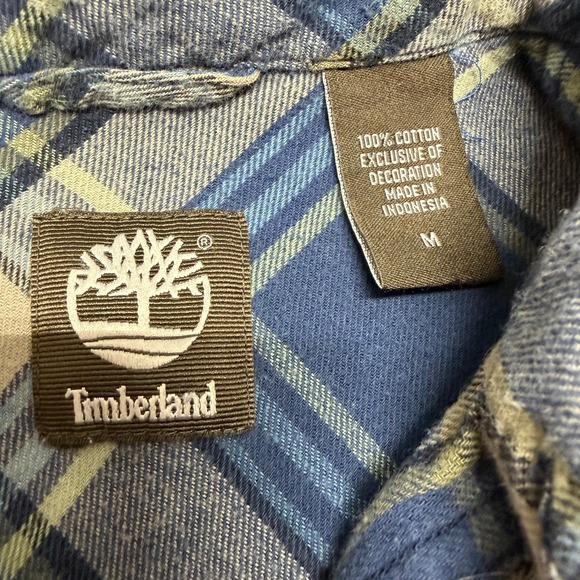 100% COTTON
EXCLUSIVE OF
DECORATION
MADE IN
INDONESIA
M
®
Timberland